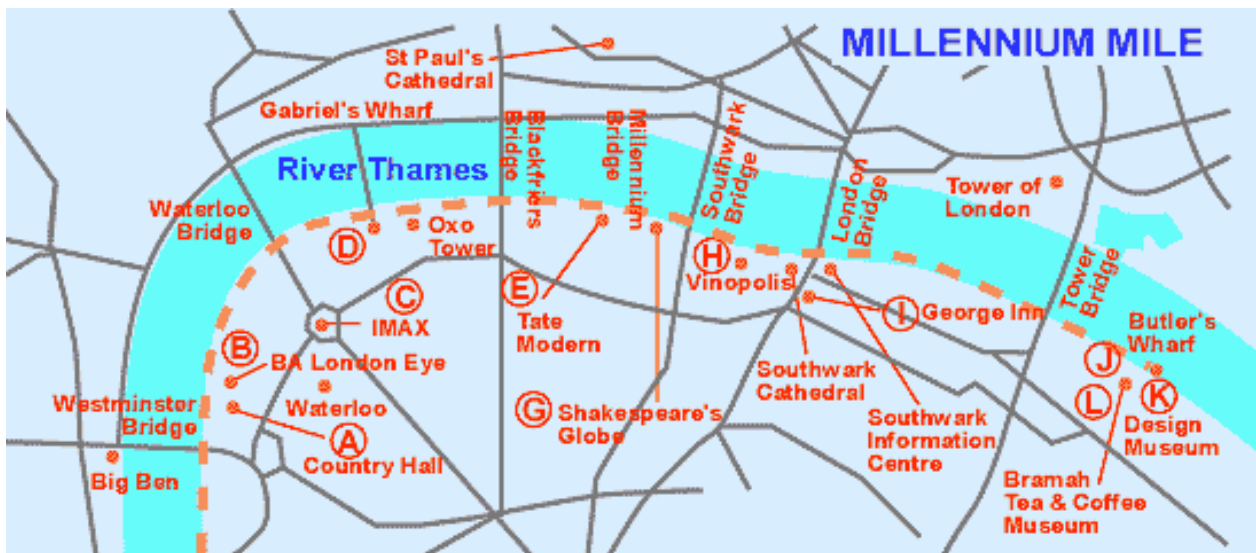 MILLENNIUM MILE
St Paul's
Cathedral
Gabriel's Wharf
River Thames
Blackfriers
Bridge
Millennium
Bridge
Southwark
Bridge
London
Bridge
Tower of
London
Waterloo
Bridge
D
Oxo
Tower
H
Vinopolis
Tower
Bridge
C
IMAX
E
Tate
Modern
I
George Inn
Butler's
Wharf
B
BA London Eye
J
Southwark
Cathedral
Westminster
Bridge
Waterloo
G
Shakespeare's
Globe
Southwark
Information
Centre
L
K
Design
Museum
A
Country Hall
Big Ben
Bramah
Tea & Coffee
Museum